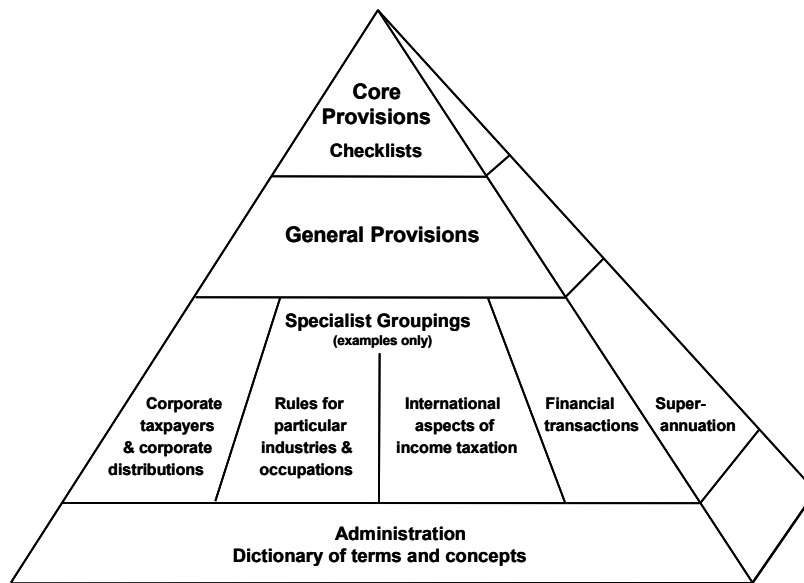 Core
Provisions
Checklists
General Provisions
Specialist Groupings
(examples only)
Corporate
taxpayers
& corporate
distributions
Rules for
particular
industries &
occupations
International
aspects of
income taxation
Financial
transactions
Super-
annuation
Administration
Dictionary of terms and concepts